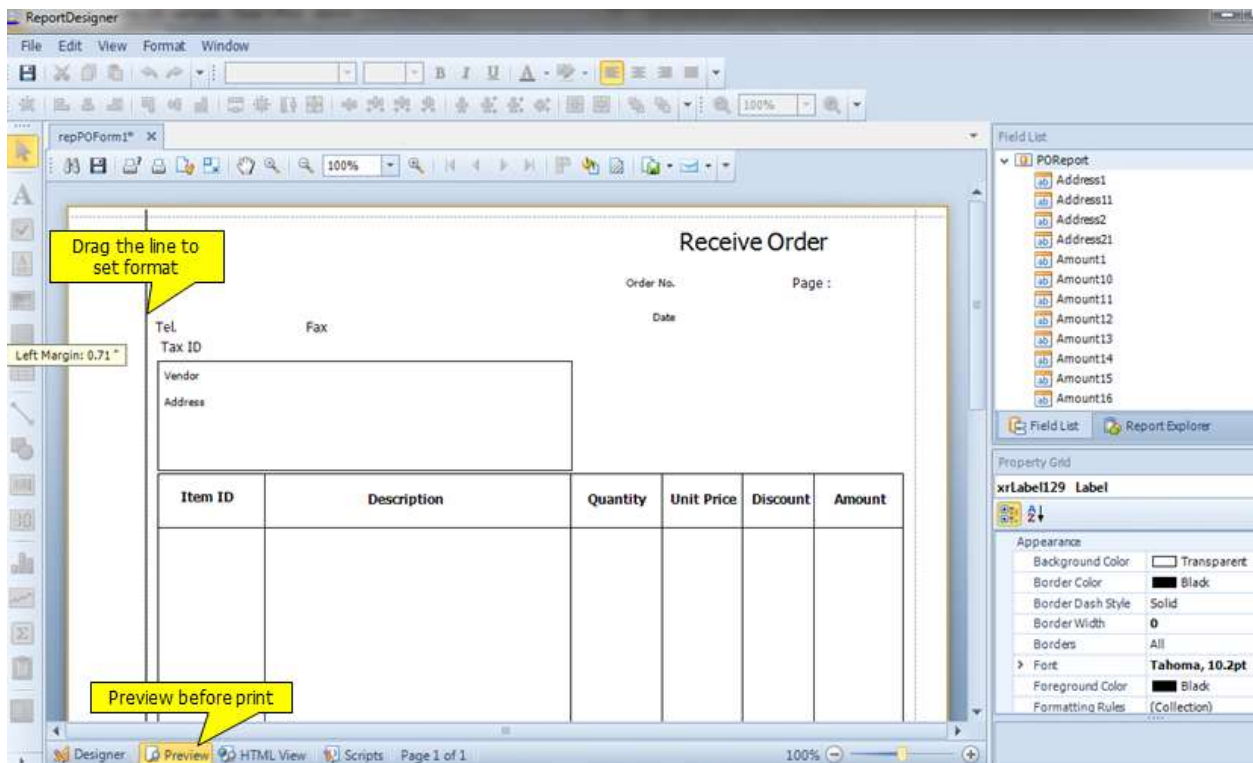 ReportDesigner
File Edit View Format Window
B I U A
100%
repPOForm1* X
100%
Field List
POReport
Address1
Address11
Address2
Address21
Amount1
Amount10
Amount11
Amount12
Amount13
Amount14
Amount15
Amount16
Field List Report Explorer
Drag the line to
set format
Left Margin: 0.71 "
Receive Order
Order No. Page :
Date
Tel. Fax
Tax ID
Vendor
Address
Item ID Description Quantity Unit Price Discount Amount
Property Grid
xrLabel129 Label
Appearance
Background Color Transparent
Border Color Black
Border Dash Style Solid
Border Width 0
Borders All
Font Tahoma, 10.2pt
Foreground Color Black
Formatting Rules (Collection)
Preview before print
Designer Preview HTML View Scripts Page 1 of 1 100%